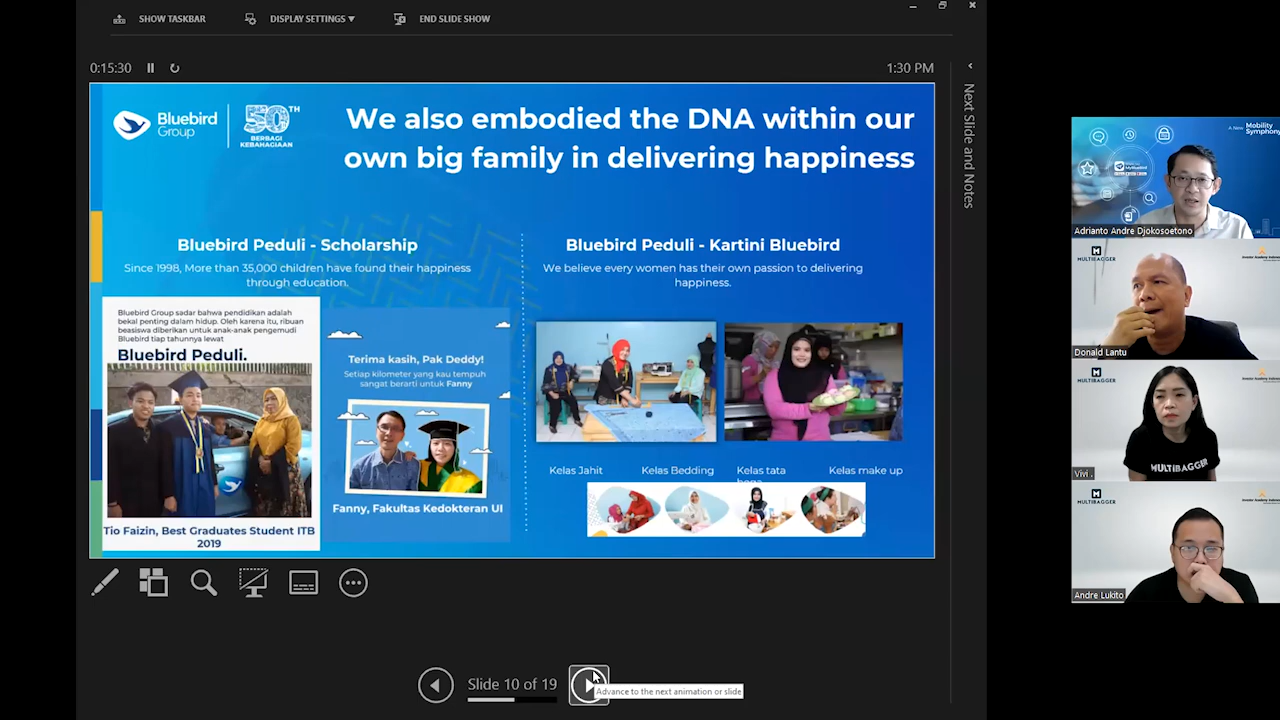 SHOW TASKBAR
DISPLAY SETTINGS ▼
END SLIDE SHOW
0:15:30
1:30 PM
Next Slide and Notes
Bluebird
Group
50TH
BERBAGI
KEBAHAGIAAN
We also embodied the DNA within our
own big family in delivering happiness
Bluebird Peduli - Scholarship
Since 1998, More than 35,000 children have found their happiness
through education.
Bluebird Group sadar bahwa pendidikan adalah
bekal penting dalam hidup. Oleh karena itu, ribuan
beasiswa diberikan untuk anak-anak pengemudi
Bluebird tiap tahunnya lewat
Bluebird Peduli.
Tio Faizin, Best Graduates Student ITB
2019
Terima kasih, Pak Deddy!
Setiap kilometer yang kau tempuh
sangat berarti untuk Fanny
Fanny, Fakultas Kedokteran UI
Bluebird Peduli - Kartini Bluebird
We believe every women has their own passion to delivering
happiness.
Kelas Jahit
Kelas Bedding
Kelas tata
boga
Kelas make up
Slide 10 of 19
Advance to the next animation or slide
A New Mobility
Symphony
Adrianto Andre Djokosoetono
MULTIBAGGER
Donald Lantu
MULTIBAGGER
MULTIBAGGER
Vivi .
MULTIBAGGER
Andre Lukito